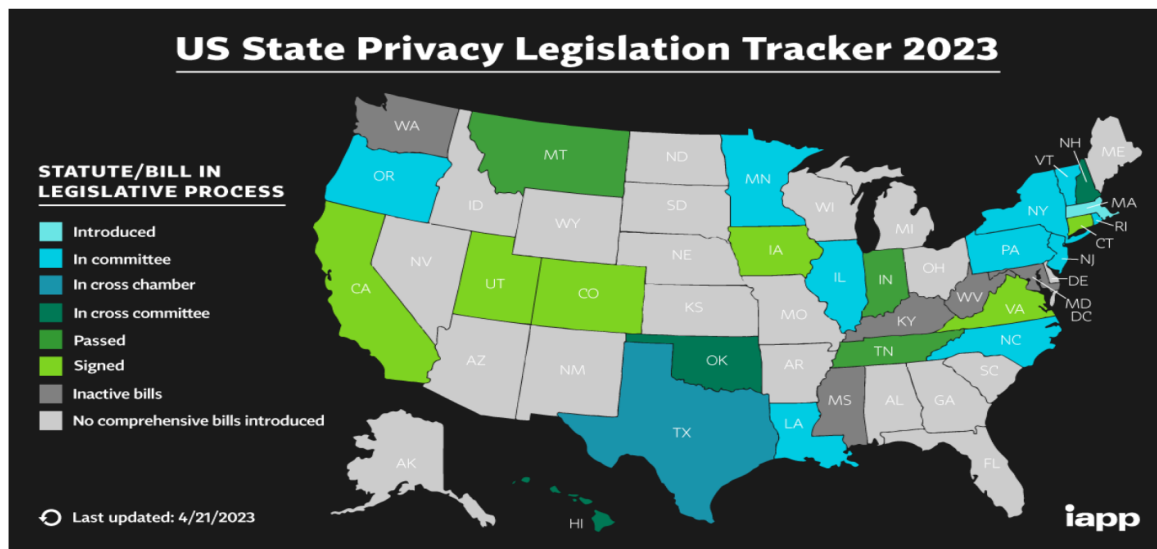 US State Privacy Legislation Tracker 2023
STATUTE/BILL IN
LEGISLATIVE PROCESS
Introduced
In committee
In cross chamber
In cross committee
Passed
Signed
Inactive bills
No comprehensive bills introduced
Last updated: 4/21/2023
WA
OR
CA
NV
ID
MT
WY
UT
CO
AZ
NM
ND
SD
NE
KS
OK
TX
MN
IA
MO
AR
LA
WI
IL
MI
IN
OH
KY
TN
MS
AL
GA
FL
SC
NC
VA
WV
PA
NY
VT
NH
ME
MA
RI
CT
NJ
DE
MD
DC
AK
HI
iapp